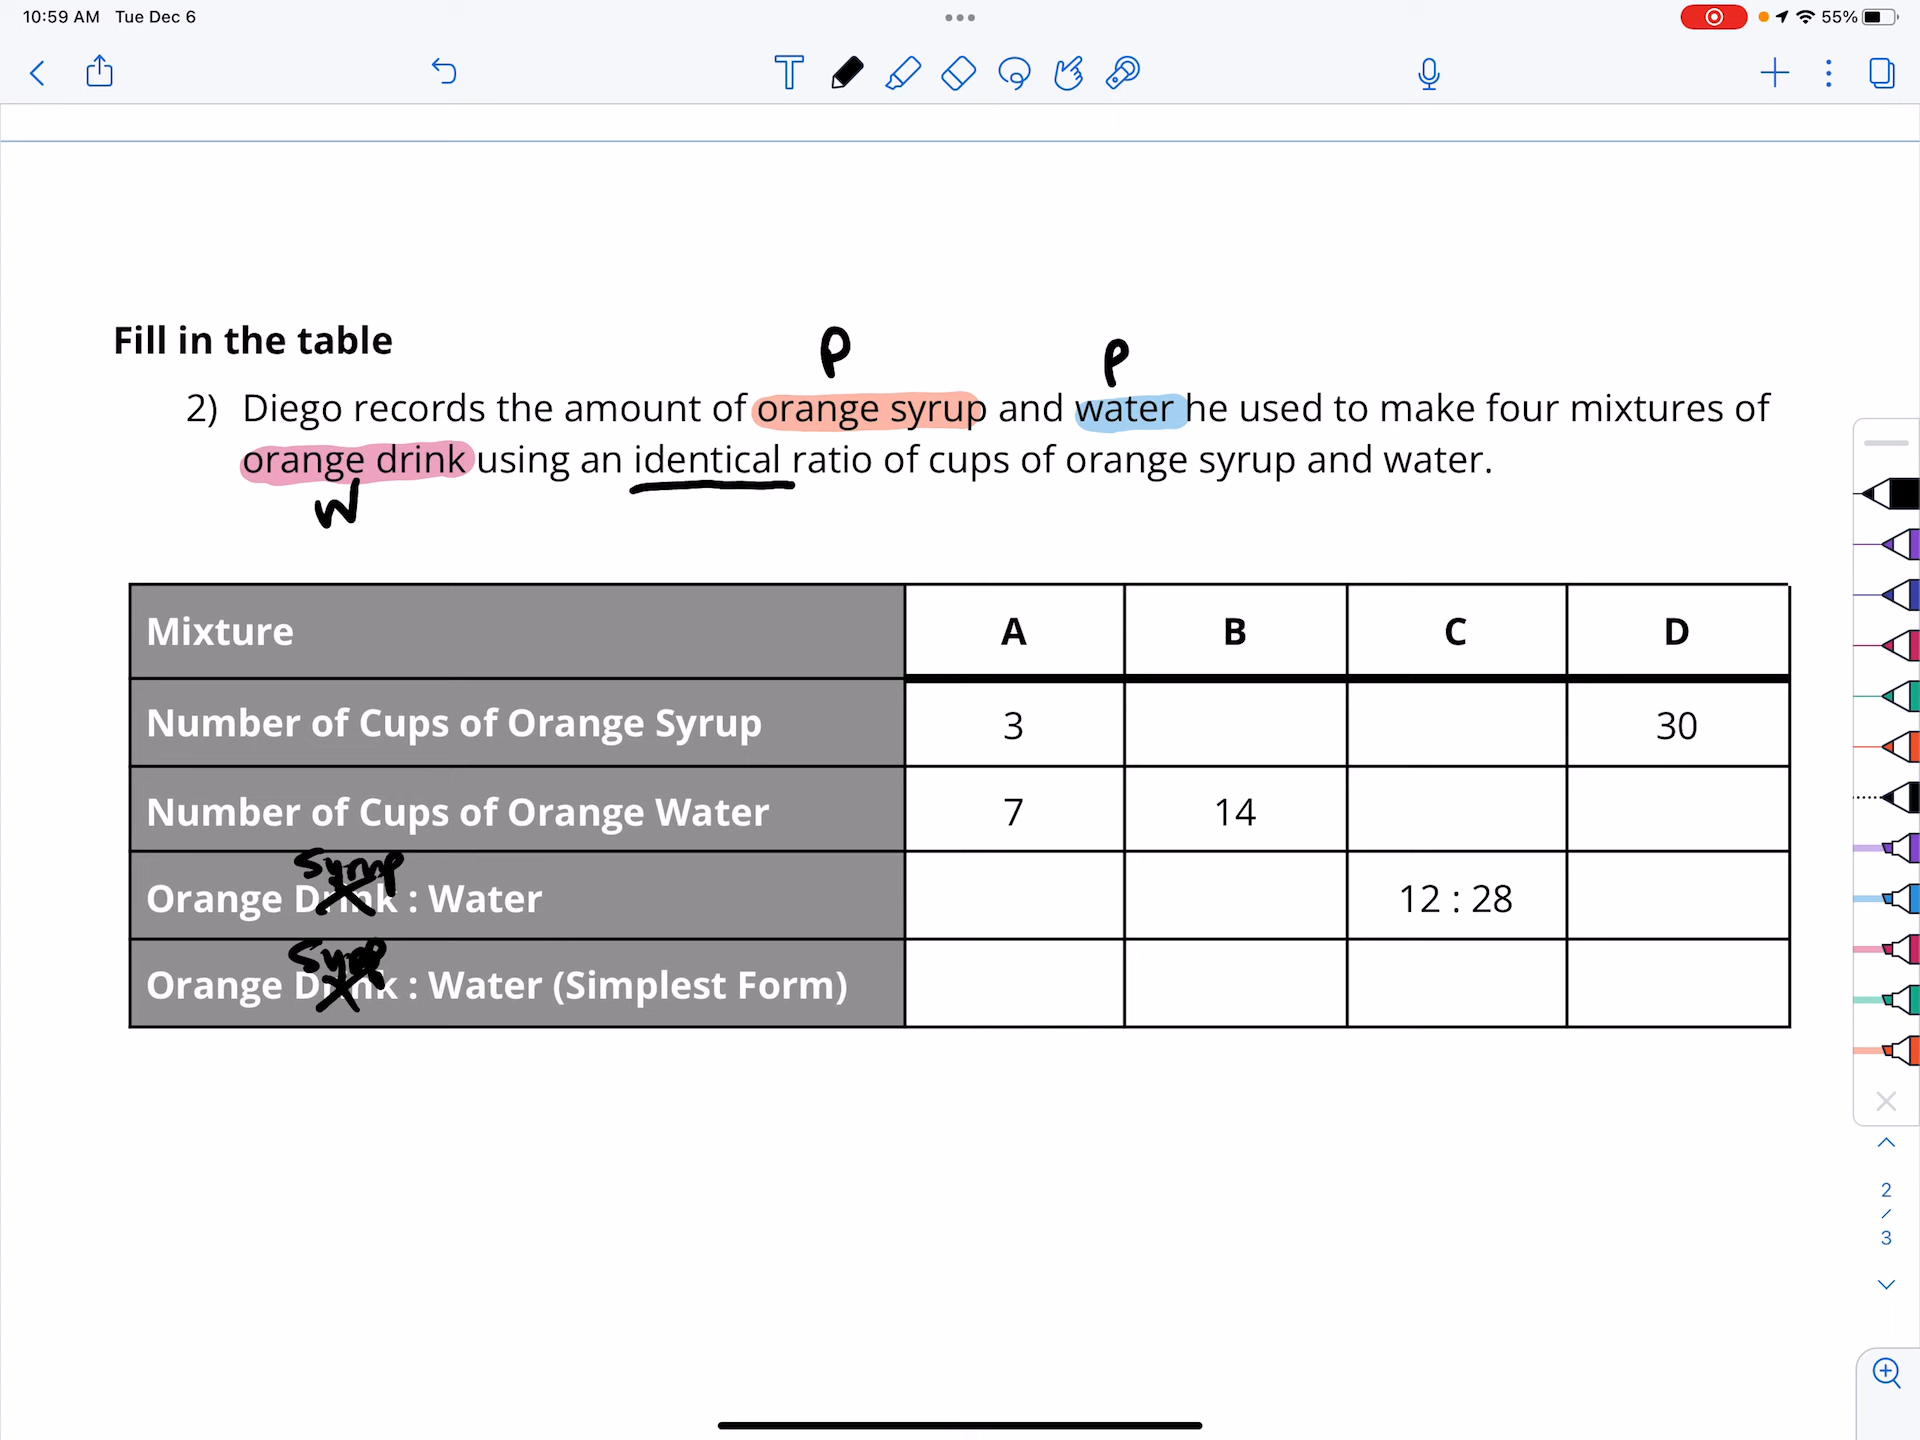 10:59 AM Tue Dec 6
55%
T
Fill in the table
P
P
2) Diego records the amount of orange syrup and water he used to make four mixtures of
orange drink using an identical ratio of cups of orange syrup and water.
W
Mixture A B C D
Number of Cups of Orange Syrup 3 30
Number of Cups of Orange Water 7 14
Syrup
Orange Drink : Water 12 : 28
Syrup
Orange Drink : Water (Simplest Form)
2
/
3